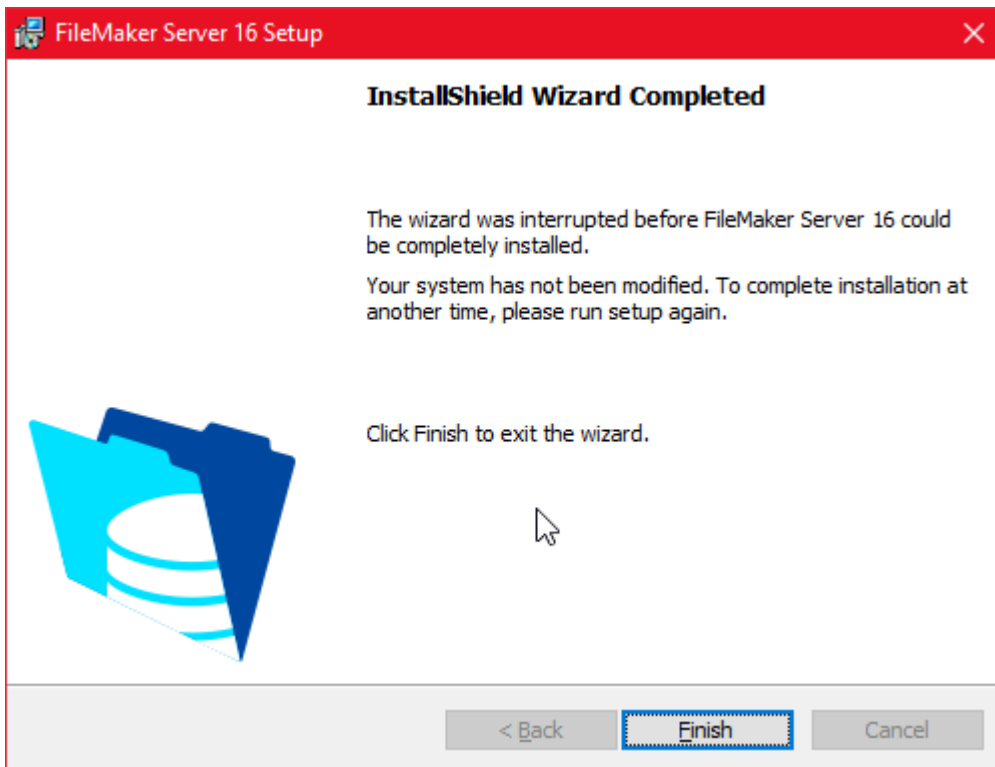 FileMaker Server 16 Setup
InstallShield Wizard Completed
The wizard was interrupted before FileMaker Server 16 could
be completely installed.
Your system has not been modified. To complete installation at
another time, please run setup again.
Click Finish to exit the wizard.
< Back
Finish
Cancel